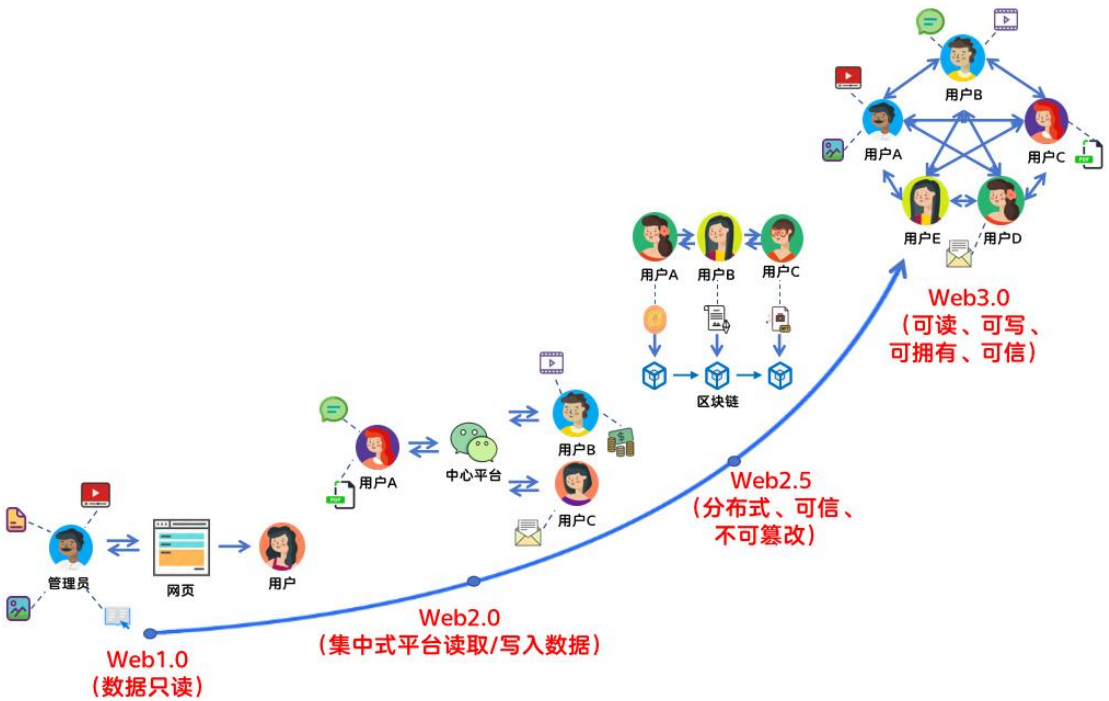 用户B
用户A
用户C
用户E
用户D
Web3.0
（可读、可写、
可拥有、可信）
用户A
用户B
用户C
区块链
Web2.5
（分布式、可信、
不可篡改）
用户A
中心平台
用户B
用户C
PDF
Web2.0
（集中式平台读取/写入数据）
管理员
网页
用户
Web1.0
（数据只读）
PDF